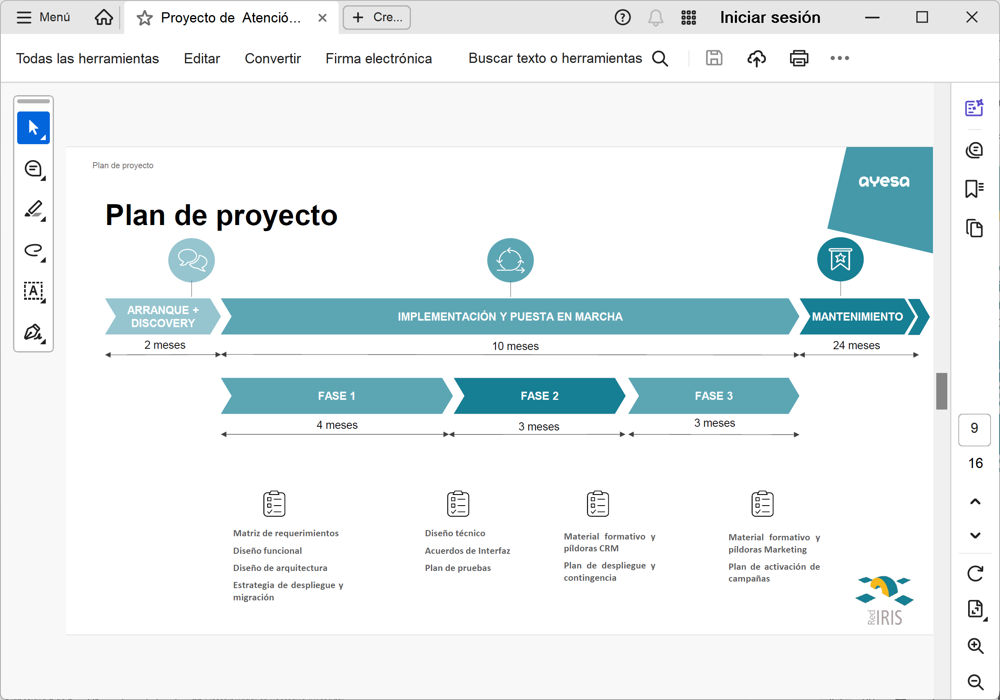 Menú
Proyecto de Atenció...
Cre...
Iniciar sesión
Todas las herramientas
Editar
Convertir
Firma electrónica
Buscar texto o herramientas
Plan de proyecto
ayesa
Plan de proyecto
ARRANQUE +
DISCOVERY
IMPLEMENTACIÓN Y PUESTA EN MARCHA
MANTENIMIENTO
2 meses
10 meses
24 meses
FASE 1
FASE 2
FASE 3
4 meses
3 meses
3 meses
9
16
Matriz de requerimientos
Diseño funcional
Diseño de arquitectura
Estrategia de despliegue y
migración
Diseño técnico
Acuerdos de Interfaz
Plan de pruebas
Material formativo y
píldoras CRM
Plan de despliegue y
contingencia
Material formativo y
píldoras Marketing
Plan de activación de
campañas
Red IRIS